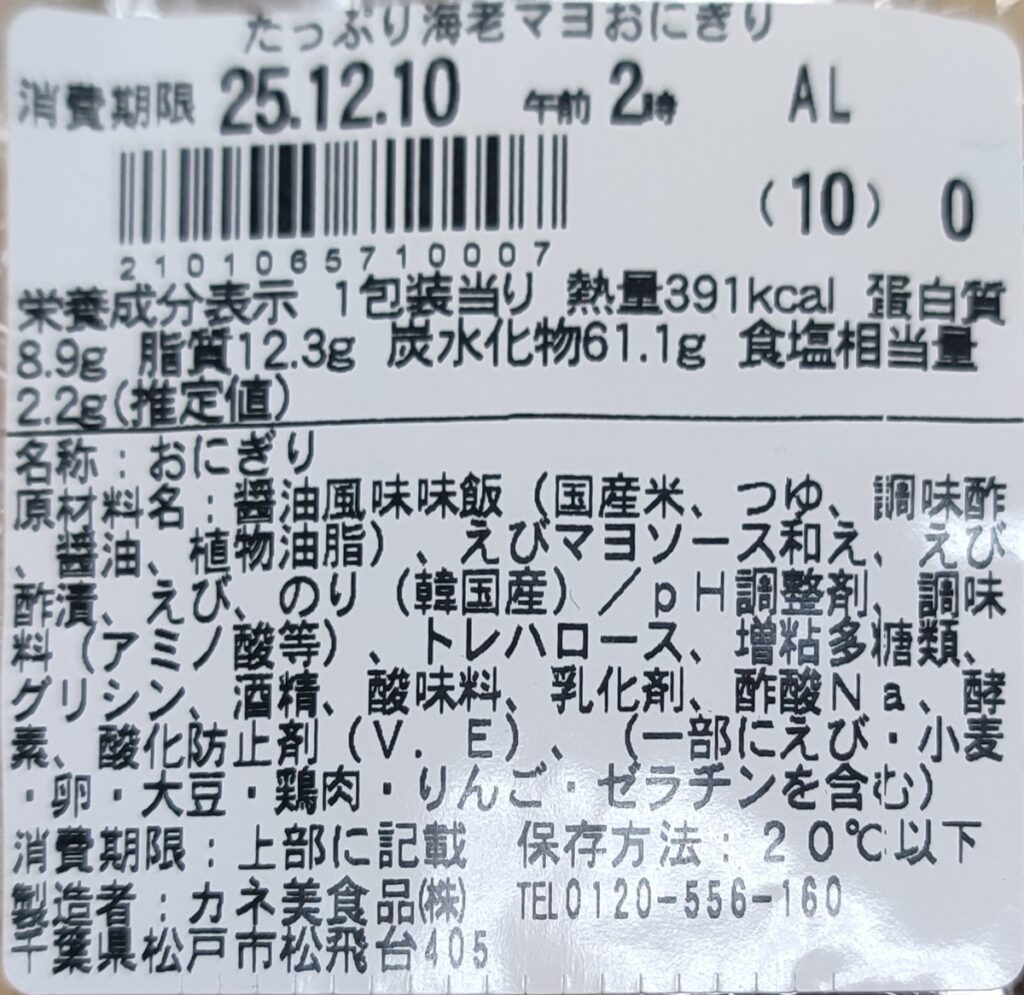 たっぷり海老マヨおにぎり
消費期限 25.12.10 午前 2時 AL
(10) 0
2101065710007
栄養成分表示 1包装当り 熱量391kcal 蛋白質
8.9g 脂質12.3g 炭水化物61.1g 食塩相当量
2.2g(推定値)
名称：おにぎり
原材料名：醤油風味味飯（国産米、つゆ、調味酢
、醤油、植物油脂）、えびマヨソース和え、えび
酢漬、えび、のり（韓国産）／ｐＨ調整剤、調味
料（アミノ酸等）、トレハロース、増粘多糖類、
グリシン、酒精、酸味料、乳化剤、酢酸Ｎａ、酵
素、酸化防止剤（Ｖ．Ｅ）、（一部にえび・小麦
・卵・大豆・鶏肉・りんご・ゼラチンを含む）
消費期限：上部に記載 保存方法：２０℃以下
製造者：カネ美食品㈱ TEL0120-556-160
千葉県松戸市松飛台405